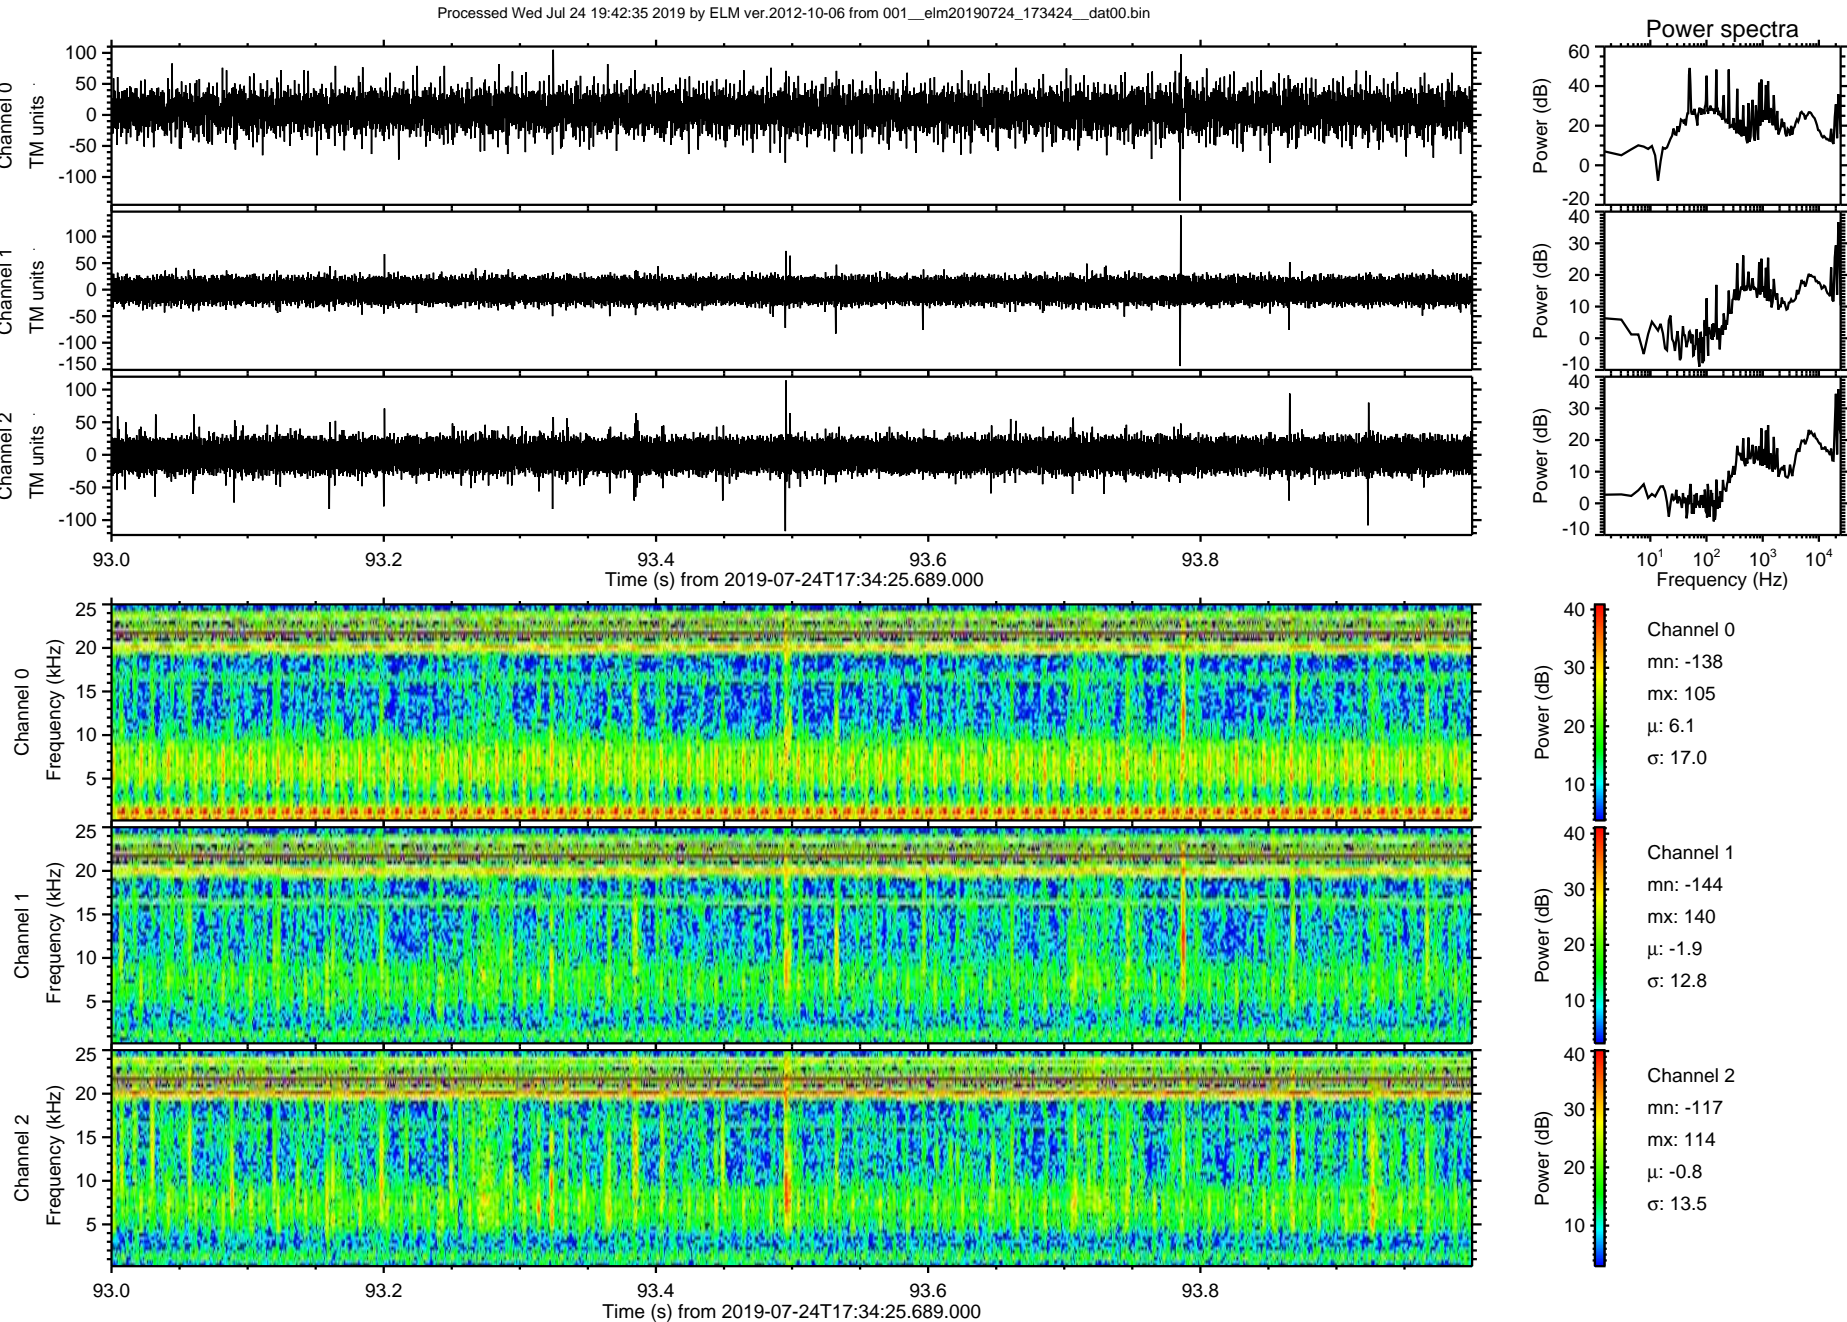 Processed Wed Jul 24 19:42:35 2019 by ELM ver.2012-10-06 from 001__elm20190724_173424__dat00.bin
Power spectra
Channel 0
TM units
100
50
0
-50
-100
Power (dB)
60
40
20
0
-20
Channel 1
TM units
100
50
0
-50
-100
-150
Power (dB)
40
30
20
10
0
-10
Channel 2
TM units
100
50
0
-50
-100
Power (dB)
40
30
20
10
0
-10
93.0 93.2 93.4 93.6 93.8
Time (s) from 2019-07-24T17:34:25.689.000
10^1 10^2 10^3 10^4
Frequency (Hz)
Channel 0
Frequency (kHz)
25
20
15
10
5
Power (dB)
40
30
20
10
Channel 0
mn: -138
mx: 105
μ: 6.1
σ: 17.0
Channel 1
Frequency (kHz)
25
20
15
10
5
Power (dB)
40
30
20
10
Channel 1
mn: -144
mx: 140
μ: -1.9
σ: 12.8
Channel 2
Frequency (kHz)
25
20
15
10
5
Power (dB)
40
30
20
10
Channel 2
mn: -117
mx: 114
μ: -0.8
σ: 13.5
93.0 93.2 93.4 93.6 93.8
Time (s) from 2019-07-24T17:34:25.689.000